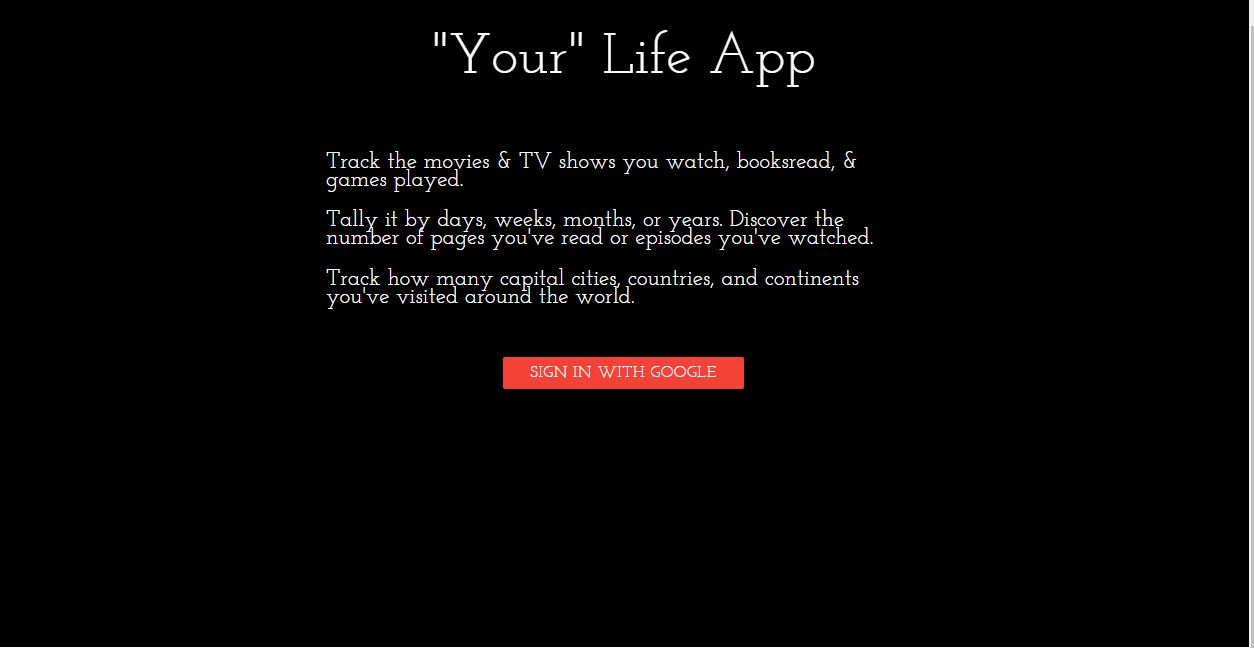 "Your" Life App
Track the movies & TV shows you watch, booksread, &
games played.
Tally it by days, weeks, months, or years. Discover the
number of pages you've read or episodes you've watched.
Track how many capital cities, countries, and continents
you've visited around the world.
SIGN IN WITH GOOGLE